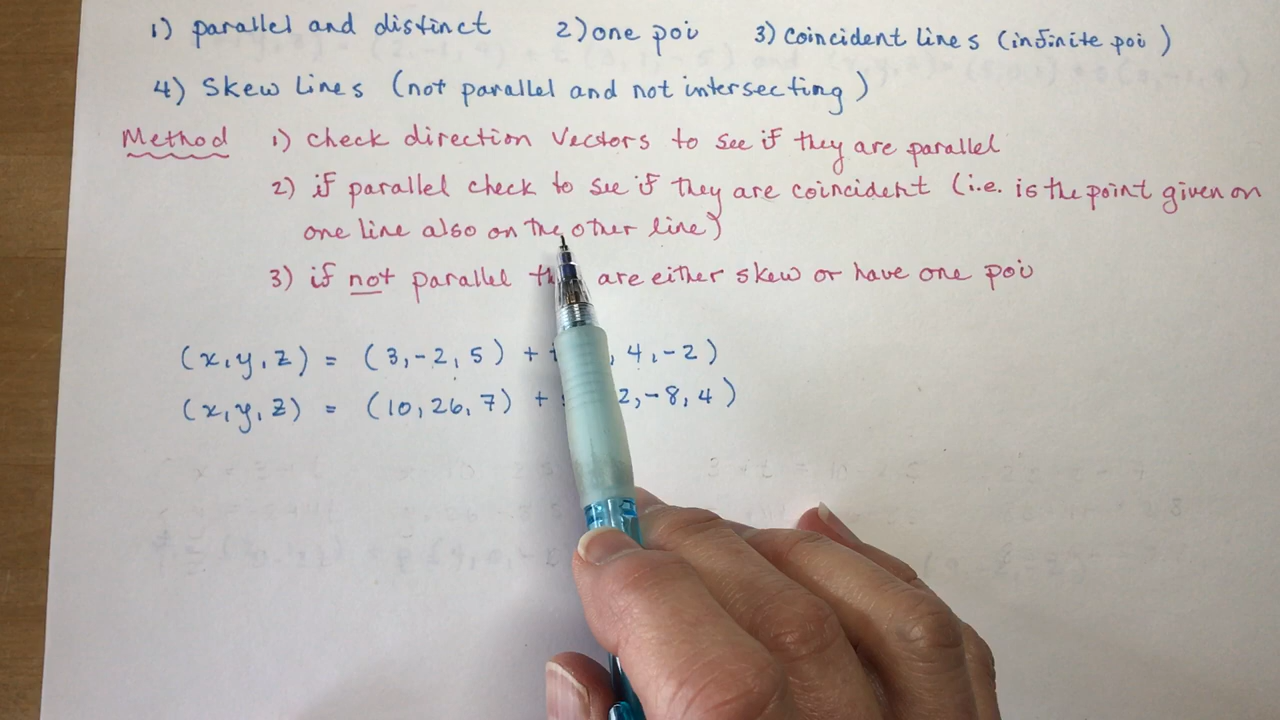 1) parallel and distinct 2) one poi 3) coincident lines (infinite poi)
4) Skew Lines (not parallel and not intersecting)
Method 1) check direction vectors to see if they are parallel
2) if parallel check to see if they are coincident (i.e. is the point given on
one line also on the other line)
3) if not parallel are either skew or have one poi
(x,y,z) = (3,-2,5) + , 4,-2)
(x,y,z) = (10,26,7) + 2,-8,4)